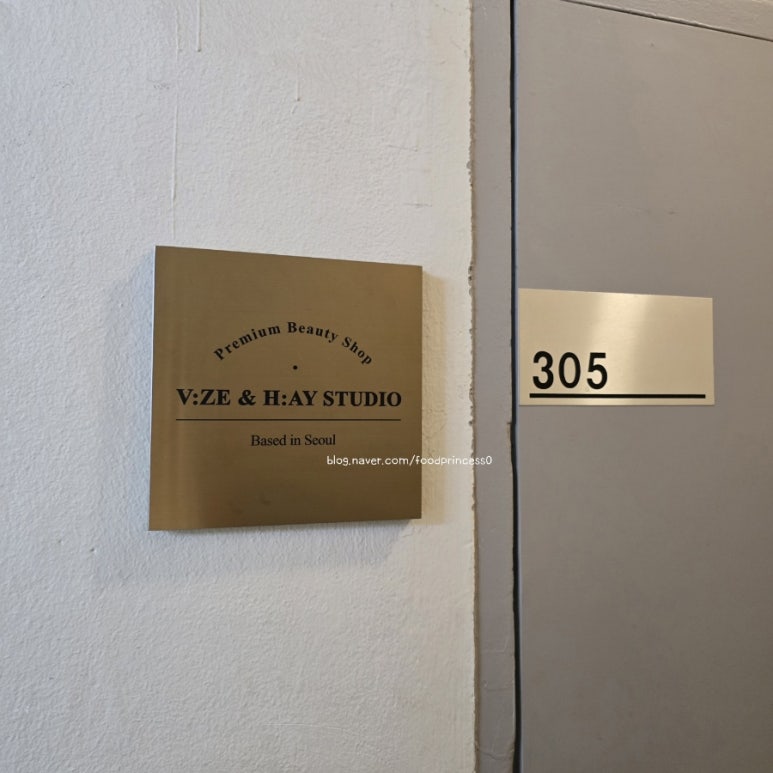 Premium Beauty Shop
V:ZE & H:AY STUDIO
Based in Seoul
blog.naver.com/foodprincess0
305